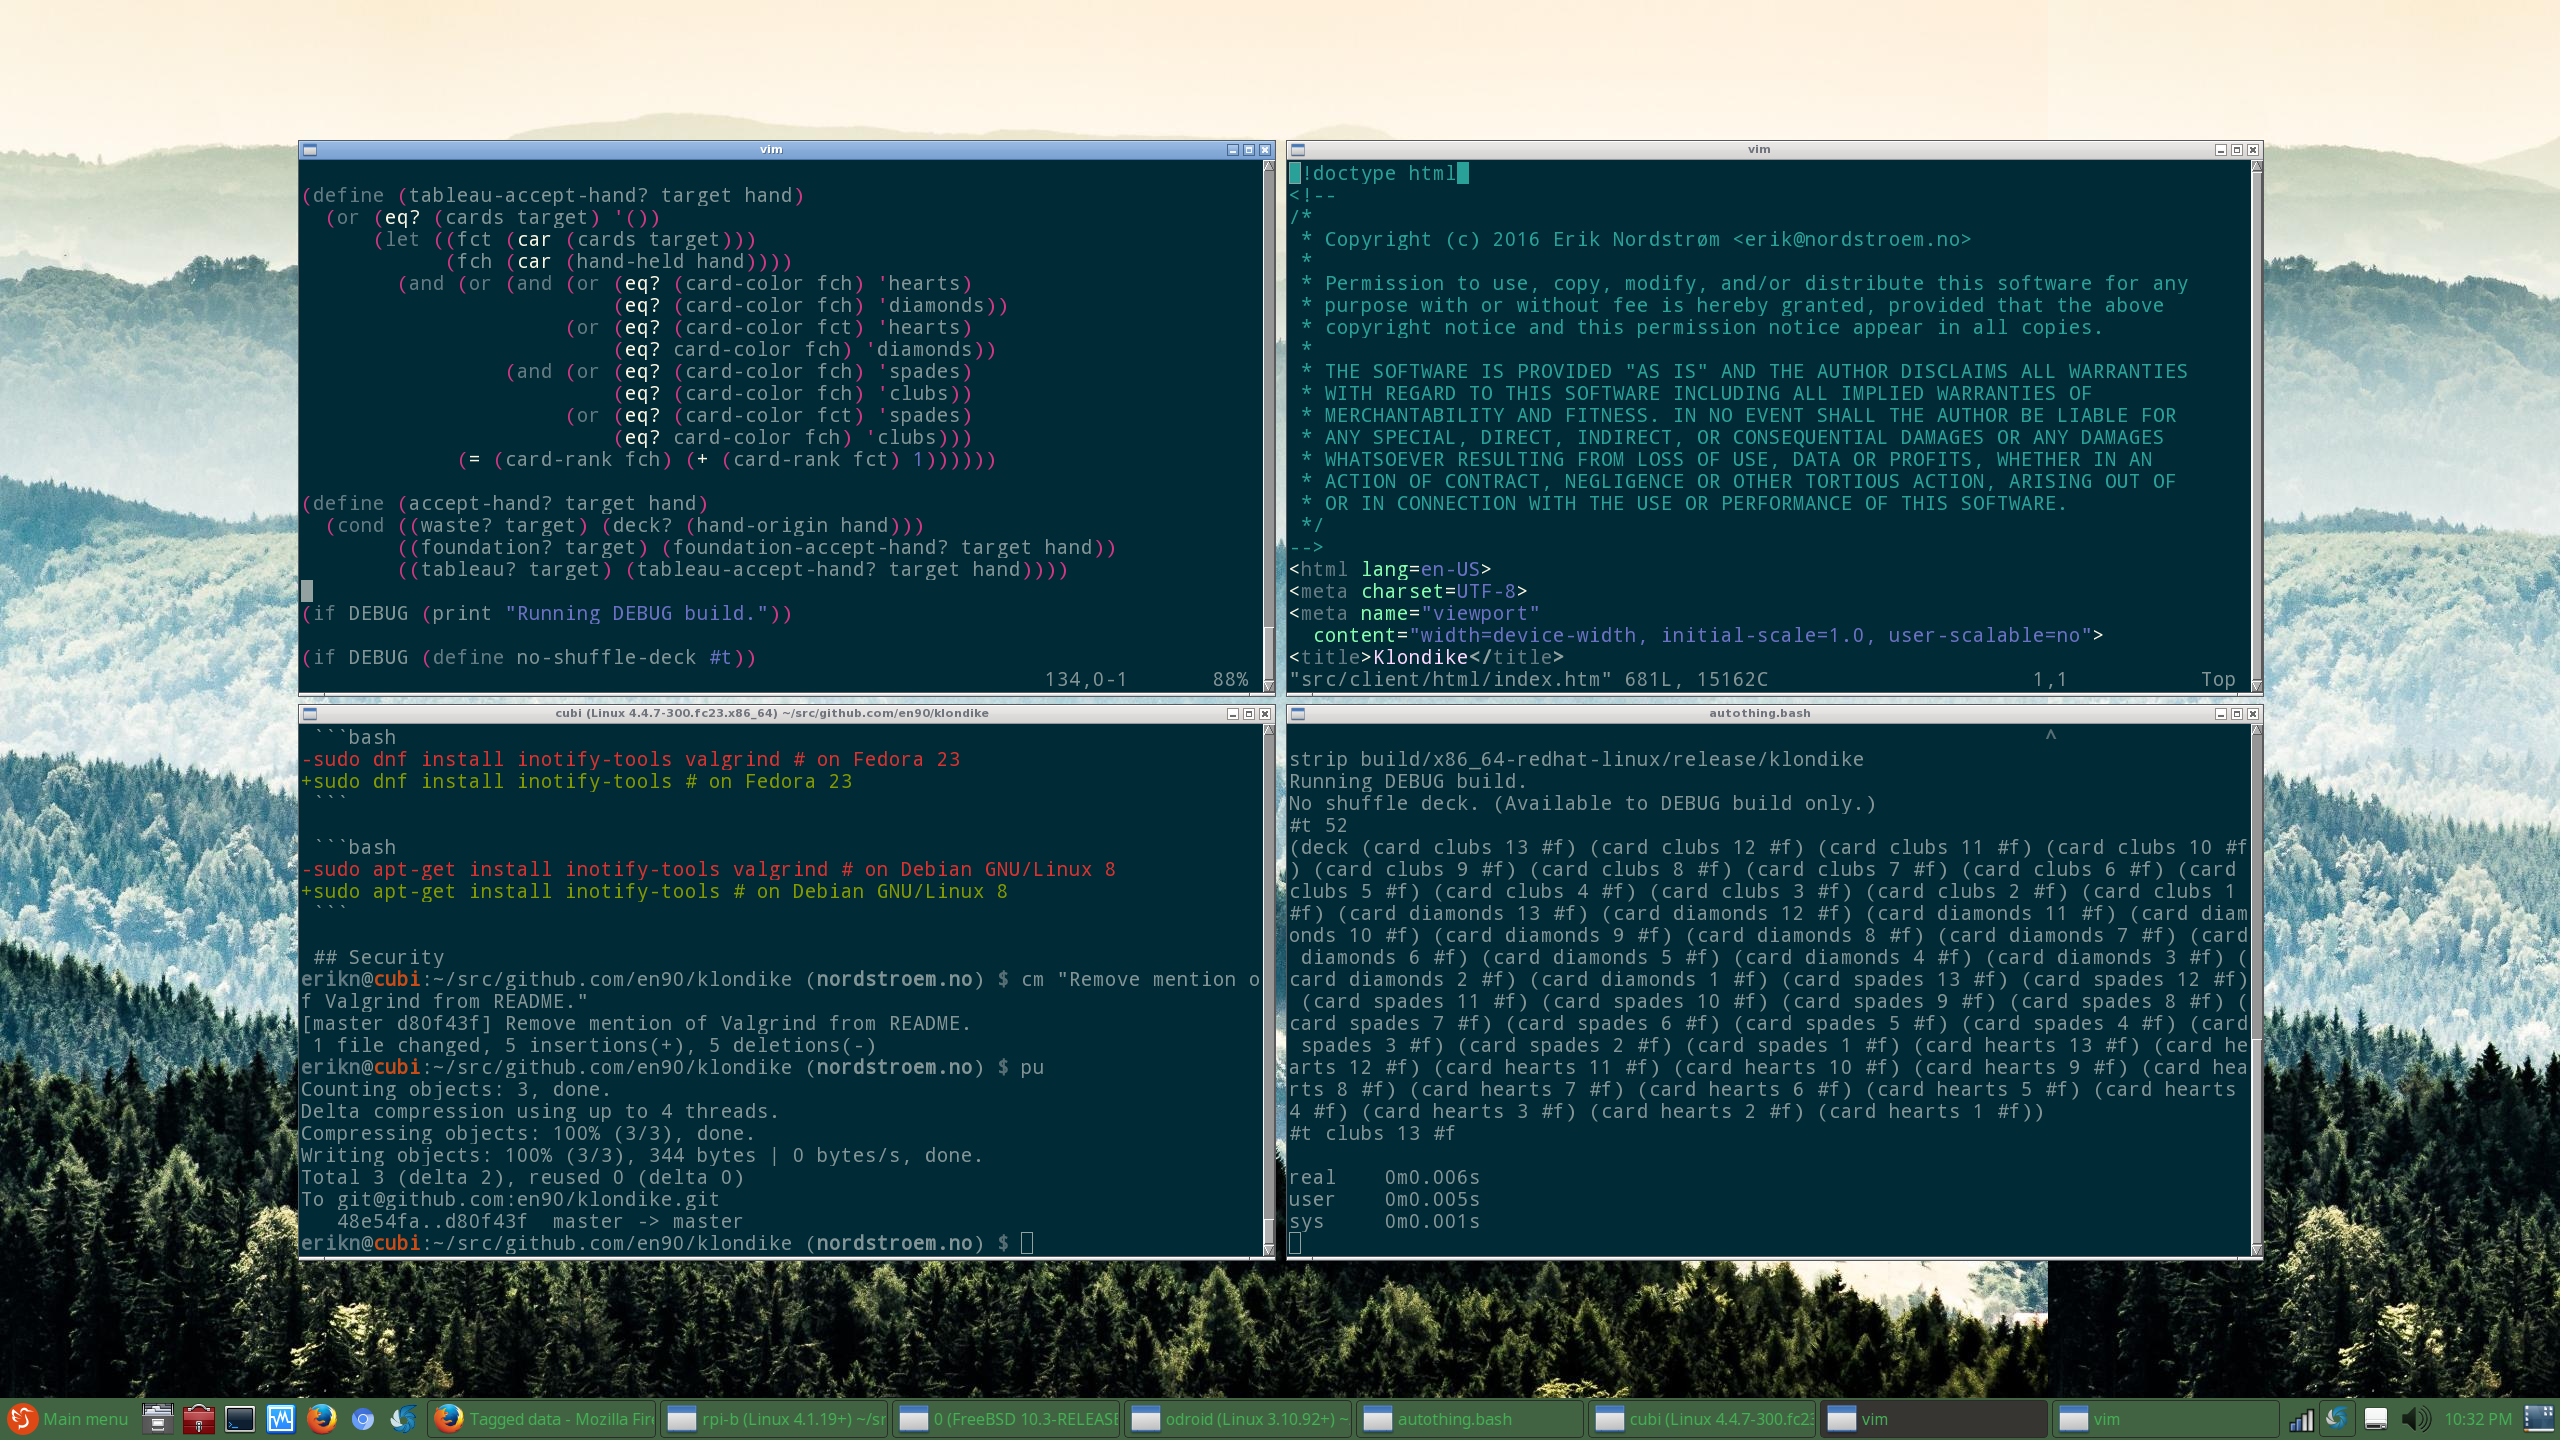 vim
(define (tableau-accept-hand? target hand)
  (or (eq? (cards target) '())
      (let ((fct (car (cards target)))
            (fch (car (hand-held hand))))
        (and (or (and (or (eq? (card-color fch) 'hearts)
                          (eq? (card-color fch) 'diamonds))
                      (or (eq? (card-color fct) 'hearts)
                          (eq? card-color fch) 'diamonds))
                 (and (or (eq? (card-color fch) 'spades)
                          (eq? (card-color fch) 'clubs))
                      (or (eq? (card-color fct) 'spades)
                          (eq? card-color fch) 'clubs)))
             (= (card-rank fch) (+ (card-rank fct) 1))))))
(define (accept-hand? target hand)
  (cond ((waste? target) (deck? (hand-origin hand)))
        ((foundation? target) (foundation-accept-hand? target hand))
        ((tableau? target) (tableau-accept-hand? target hand))))
(if DEBUG (print "Running DEBUG build."))
(if DEBUG (define no-shuffle-deck #t))
134,0-1 88%
vim
!doctype html
<!--
/*
 * Copyright (c) 2016 Erik Nordstrøm <erik@nordstroem.no>
 *
 * Permission to use, copy, modify, and/or distribute this software for any
 * purpose with or without fee is hereby granted, provided that the above
 * copyright notice and this permission notice appear in all copies.
 *
 * THE SOFTWARE IS PROVIDED "AS IS" AND THE AUTHOR DISCLAIMS ALL WARRANTIES
 * WITH REGARD TO THIS SOFTWARE INCLUDING ALL IMPLIED WARRANTIES OF
 * MERCHANTABILITY AND FITNESS. IN NO EVENT SHALL THE AUTHOR BE LIABLE FOR
 * ANY SPECIAL, DIRECT, INDIRECT, OR CONSEQUENTIAL DAMAGES OR ANY DAMAGES
 * WHATSOEVER RESULTING FROM LOSS OF USE, DATA OR PROFITS, WHETHER IN AN
 * ACTION OF CONTRACT, NEGLIGENCE OR OTHER TORTIOUS ACTION, ARISING OUT OF
 * OR IN CONNECTION WITH THE USE OR PERFORMANCE OF THIS SOFTWARE.
 */
-->
<html lang=en-US>
<meta charset=UTF-8>
<meta name="viewport"
  content="width=device-width, initial-scale=1.0, user-scalable=no">
<title>Klondike</title>
"src/client/html/index.htm" 681L, 15162C 1,1 Top
cubi (Linux 4.4.7-300.fc23.x86_64) ~/src/github.com/en90/klondike
 ```bash
-sudo dnf install inotify-tools valgrind # on Fedora 23
+sudo dnf install inotify-tools # on Fedora 23
 ```
 ```bash
-sudo apt-get install inotify-tools valgrind # on Debian GNU/Linux 8
+sudo apt-get install inotify-tools # on Debian GNU/Linux 8
 ```
 ## Security
erikn@cubi:~/src/github.com/en90/klondike (nordstroem.no) $ cm "Remove mention o
f Valgrind from README."
[master d80f43f] Remove mention of Valgrind from README.
 1 file changed, 5 insertions(+), 5 deletions(-)
erikn@cubi:~/src/github.com/en90/klondike (nordstroem.no) $ pu
Counting objects: 3, done.
Delta compression using up to 4 threads.
Compressing objects: 100% (3/3), done.
Writing objects: 100% (3/3), 344 bytes | 0 bytes/s, done.
Total 3 (delta 2), reused 0 (delta 0)
To git@github.com:en90/klondike.git
   48e54fa..d80f43f  master -> master
erikn@cubi:~/src/github.com/en90/klondike (nordstroem.no) $
autothing.bash
^
strip build/x86_64-redhat-linux/release/klondike
Running DEBUG build.
No shuffle deck. (Available to DEBUG build only.)
#t 52
(deck (card clubs 13 #f) (card clubs 12 #f) (card clubs 11 #f) (card clubs 10 #f
) (card clubs 9 #f) (card clubs 8 #f) (card clubs 7 #f) (card clubs 6 #f) (card
clubs 5 #f) (card clubs 4 #f) (card clubs 3 #f) (card clubs 2 #f) (card clubs 1
#f) (card diamonds 13 #f) (card diamonds 12 #f) (card diamonds 11 #f) (card diam
onds 10 #f) (card diamonds 9 #f) (card diamonds 8 #f) (card diamonds 7 #f) (card
 diamonds 6 #f) (card diamonds 5 #f) (card diamonds 4 #f) (card diamonds 3 #f) (
card diamonds 2 #f) (card diamonds 1 #f) (card spades 13 #f) (card spades 12 #f)
 (card spades 11 #f) (card spades 10 #f) (card spades 9 #f) (card spades 8 #f) (
card spades 7 #f) (card spades 6 #f) (card spades 5 #f) (card spades 4 #f) (card
 spades 3 #f) (card spades 2 #f) (card spades 1 #f) (card hearts 13 #f) (card he
arts 12 #f) (card hearts 11 #f) (card hearts 10 #f) (card hearts 9 #f) (card hea
rts 8 #f) (card hearts 7 #f) (card hearts 6 #f) (card hearts 5 #f) (card hearts
4 #f) (card hearts 3 #f) (card hearts 2 #f) (card hearts 1 #f))
#t clubs 13 #f
real 0m0.006s
user 0m0.005s
sys 0m0.001s
Main menu Tagged data - Mozilla Fire rpi-b (Linux 4.1.19+) ~/sr 0 (FreeBSD 10.3-RELEASE odroid (Linux 3.10.92+) ~ autothing.bash cubi (Linux 4.4.7-300.fc23 vim vim 10:32 PM